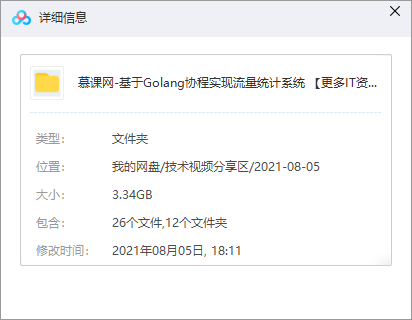 详细信息
慕课网-基于Golang协程实现流量统计系统 【更多IT资...
类型： 文件夹
位置： 我的网盘/技术视频分享区/2021-08-05
大小： 3.34GB
包含： 26个文件,12个文件夹
修改时间： 2021年08月05日, 18:11